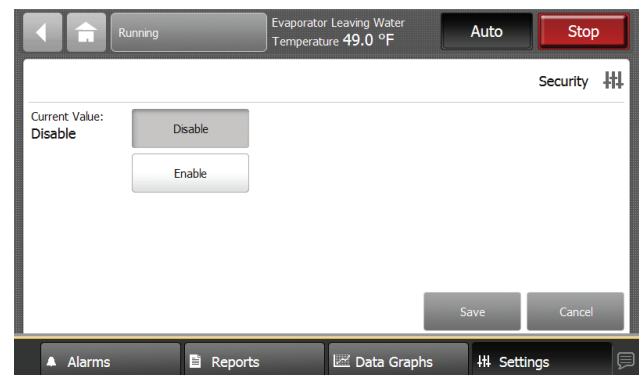 Running
Evaporator Leaving Water
Temperature 49.0 °F
Auto
Stop
Security
Current Value:
Disable
Disable
Enable
Save
Cancel
Alarms
Reports
Data Graphs
Settings